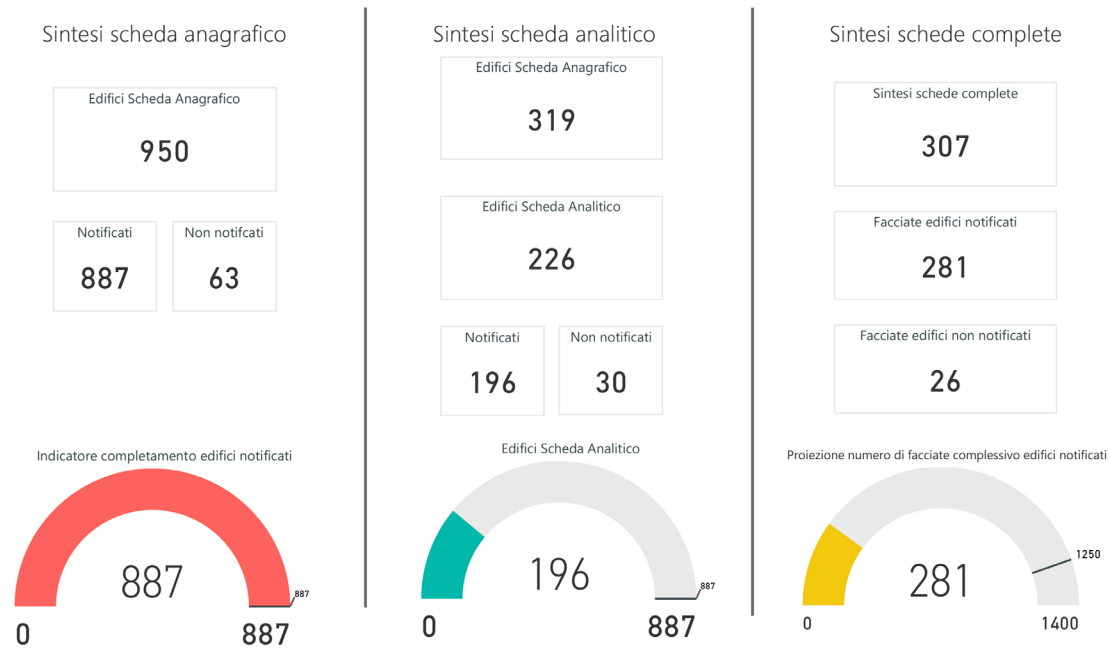 Sintesi scheda anagrafico
Edifici Scheda Anagrafico
950
Notificati
887
Non notifcati
63
Indicatore completamento edifici notificati
887
887
0
887
Sintesi scheda analitico
Edifici Scheda Anagrafico
319
Edifici Scheda Analitico
226
Notificati
196
Non notificati
30
Edifici Scheda Analitico
196
887
0
887
Sintesi schede complete
Sintesi schede complete
307
Facciate edifici notificati
281
Facciate edifici non notificati
26
Proiezione numero di facciate complessivo edifici notificati
1250
281
0
1400